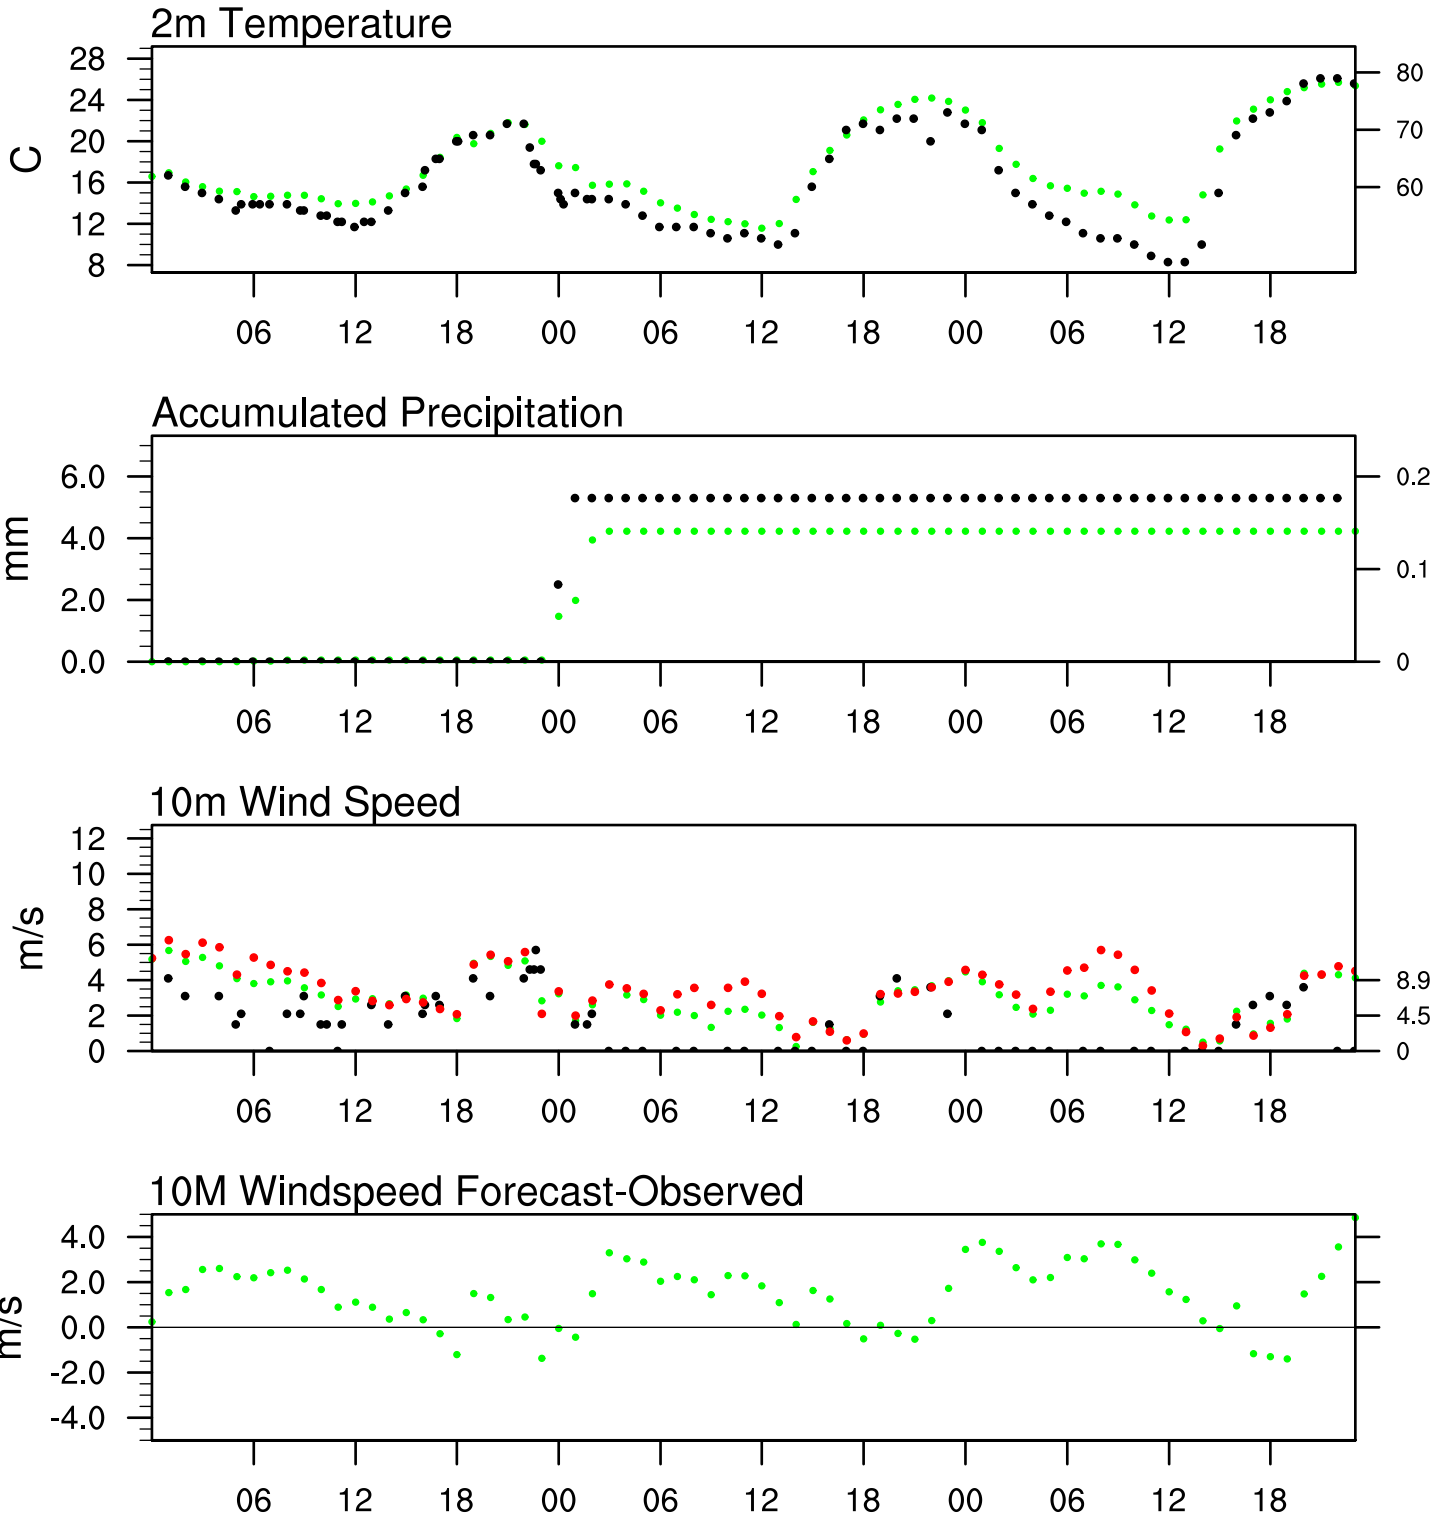 2m Temperature
28
24
20
16
12
8
C
80
70
60
06 12 18 00 06 12 18 00 06 12 18
Accumulated Precipitation
6.0
4.0
2.0
0.0
mm
0.2
0.1
0
06 12 18 00 06 12 18 00 06 12 18
10m Wind Speed
12
10
8
6
4
2
0
m/s
8.9
4.5
0
06 12 18 00 06 12 18 00 06 12 18
10M Windspeed Forecast-Observed
4.0
2.0
0.0
-2.0
-4.0
m/s
06 12 18 00 06 12 18 00 06 12 18